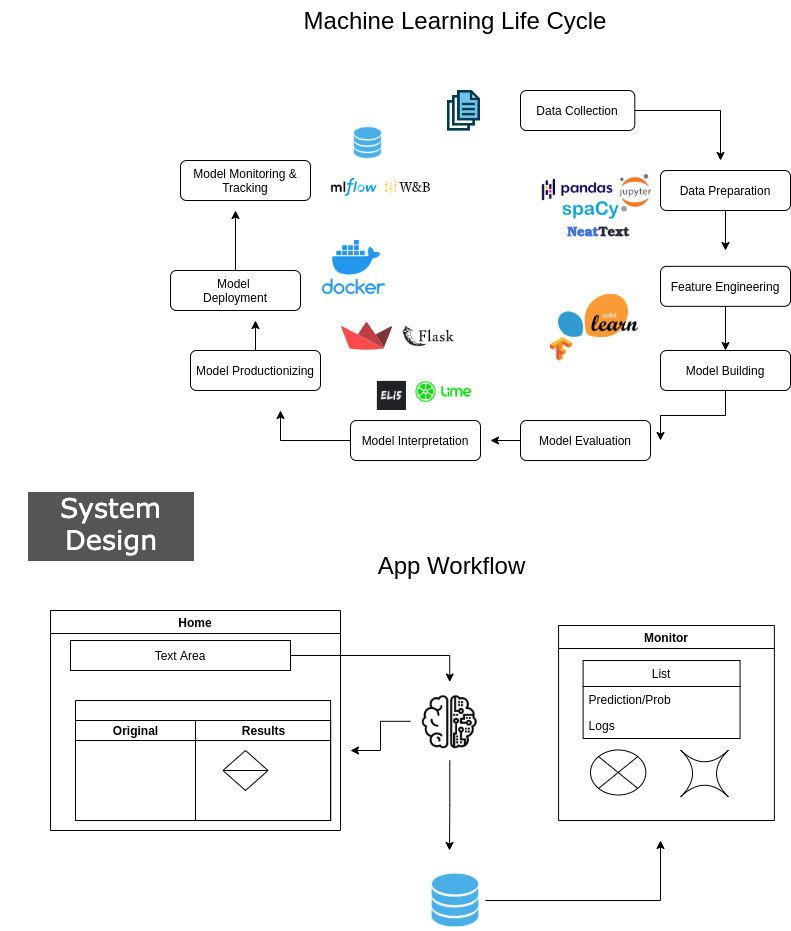 Machine Learning Life Cycle
Data Collection
Model Monitoring &
Tracking
mlflow
W&B
pandas
jupyter
spaCy
NeatText
Data Preparation
Model
Deployment
docker
Feature Engineering
scikit
learn
Flask
Model Productionizing
Model Building
ELI5
Lime
Model Interpretation
Model Evaluation
System
Design
App Workflow
Home
Text Area
Original
Results
Monitor
List
Prediction/Prob
Logs